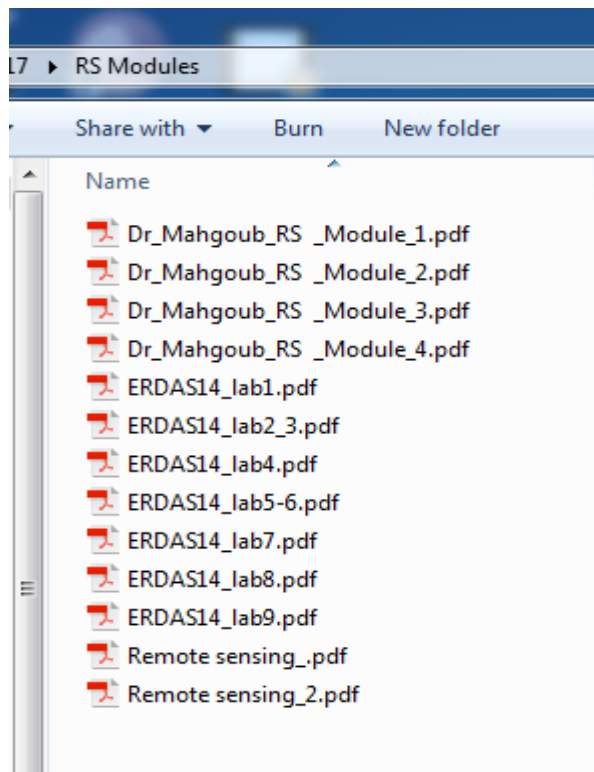 17 ▸ RS Modules
Share with ▾ Burn New folder
Name
Dr_Mahgoub_RS _Module_1.pdf
Dr_Mahgoub_RS _Module_2.pdf
Dr_Mahgoub_RS _Module_3.pdf
Dr_Mahgoub_RS _Module_4.pdf
ERDAS14_lab1.pdf
ERDAS14_lab2_3.pdf
ERDAS14_lab4.pdf
ERDAS14_lab5-6.pdf
ERDAS14_lab7.pdf
ERDAS14_lab8.pdf
ERDAS14_lab9.pdf
Remote sensing_.pdf
Remote sensing_2.pdf